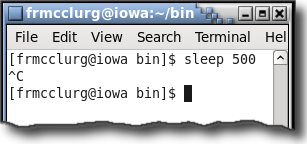 frmcclurg@iowa:~/bin
File Edit View Search Terminal Hel
[frmcclurg@iowa bin]$ sleep 500
^C
[frmcclurg@iowa bin]$